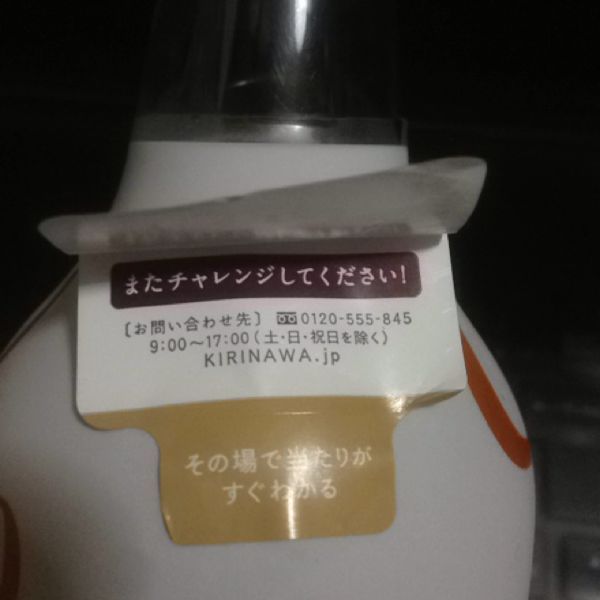 またチャレンジしてください!
〔お問い合わせ先〕 0120-555-845
9:00〜17:00(土・日・祝日を除く)
KIRINAWA.jp
その場で当たりが
すぐわかる